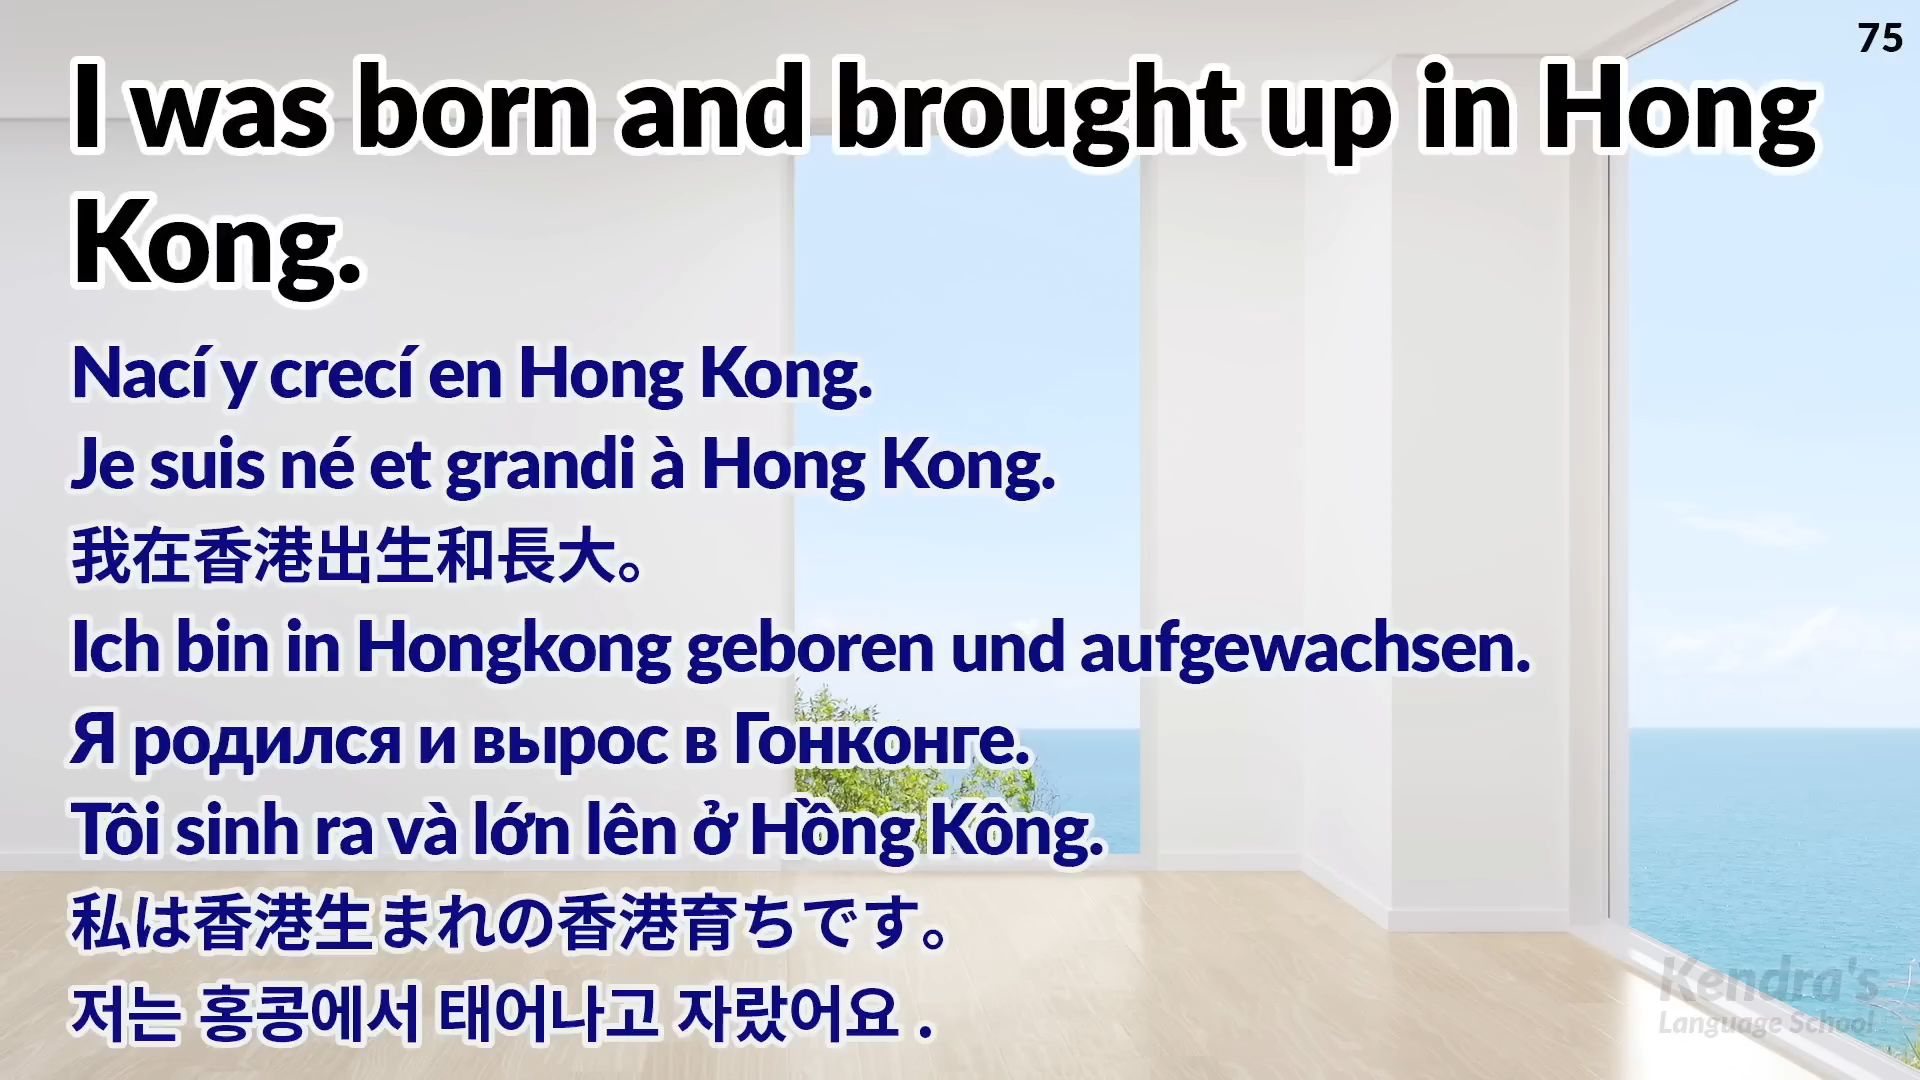 75
I was born and brought up in Hong
Kong.
Nací y crecí en Hong Kong.
Je suis né et grandi à Hong Kong.
我在香港出生和長大。
Ich bin in Hongkong geboren und aufgewachsen.
Я родился и вырос в Гонконге.
Tôi sinh ra và lớn lên ở Hồng Kông.
私は香港生まれの香港育ちです。
저는 홍콩에서 태어나고 자랐어요 .
Kendra's
Language School